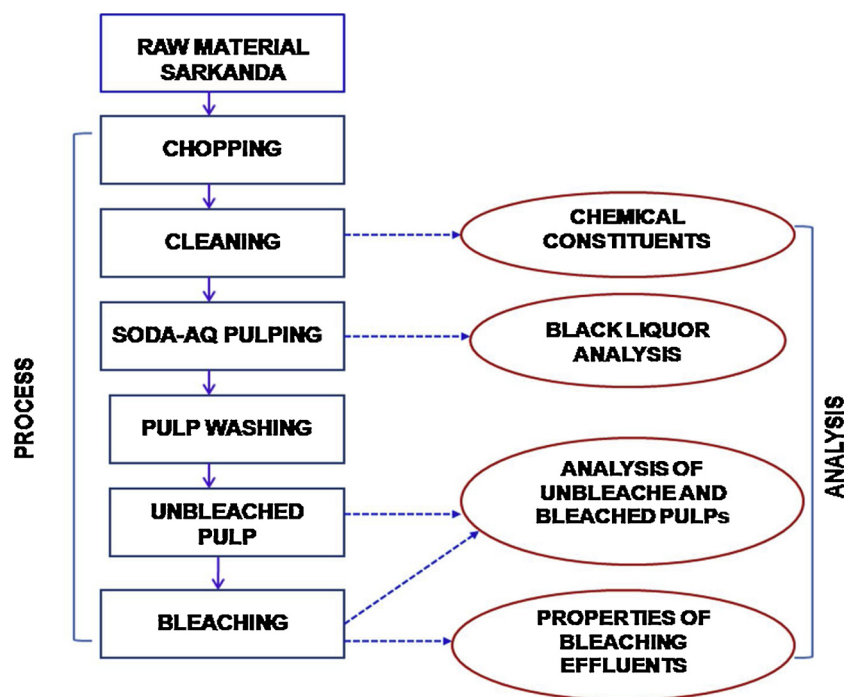 RAW MATERIAL
SARKANDA
CHOPPING
CLEANING
CHEMICAL
CONSTITUENTS
SODA-AQ PULPING
BLACK LIQUOR
ANALYSIS
PULP WASHING
UNBLEACHED
PULP
ANALYSIS OF
UNBLEACHE AND
BLEACHED PULPs
BLEACHING
PROPERTIES OF
BLEACHING
EFFLUENTS
PROCESS
ANALYSIS